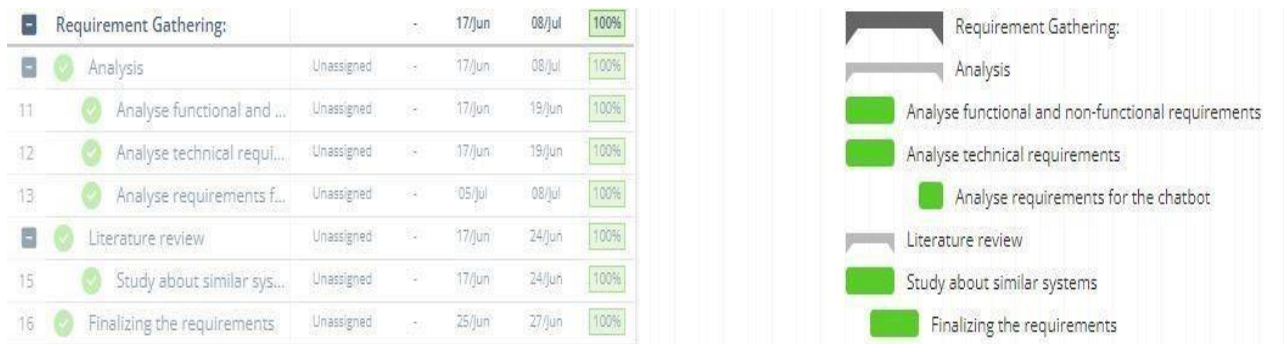 Requirement Gathering: - 17/Jun 08/Jul 100% Requirement Gathering:
Analysis Unassigned - 17/Jun 08/Jul 100% Analysis
11 Analyse functional and ... Unassigned - 17/Jun 19/Jun 100% Analyse functional and non-functional requirements
12 Analyse technical requi... Unassigned - 17/Jun 19/Jun 100% Analyse technical requirements
13 Analyse requirements f... Unassigned - 05/Jul 08/Jul 100% Analyse requirements for the chatbot
Literature review Unassigned - 17/Jun 24/Jun 100% Literature review
15 Study about similar sys... Unassigned - 17/Jun 24/Jun 100% Study about similar systems
16 Finalizing the requirements Unassigned - 25/Jun 27/Jun 100% Finalizing the requirements